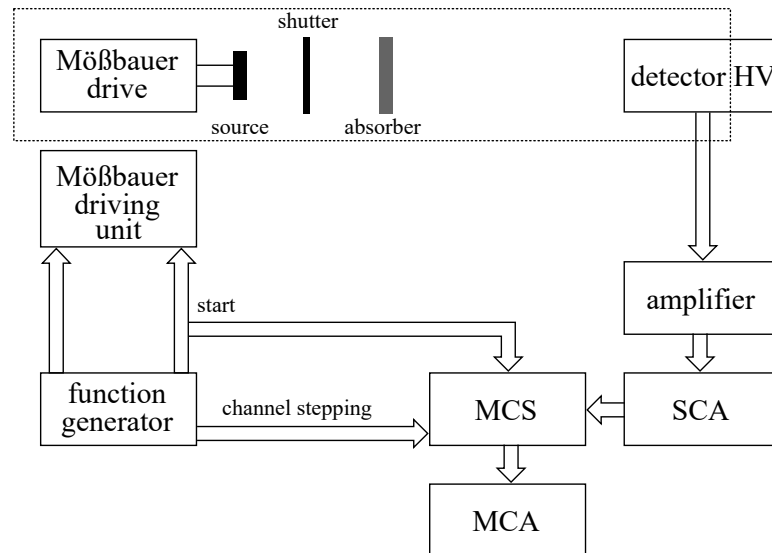 shutter
Mößbauer
drive
detector HV
source
absorber
Mößbauer
driving
unit
amplifier
start
function
generator
channel stepping
MCS
SCA
MCA